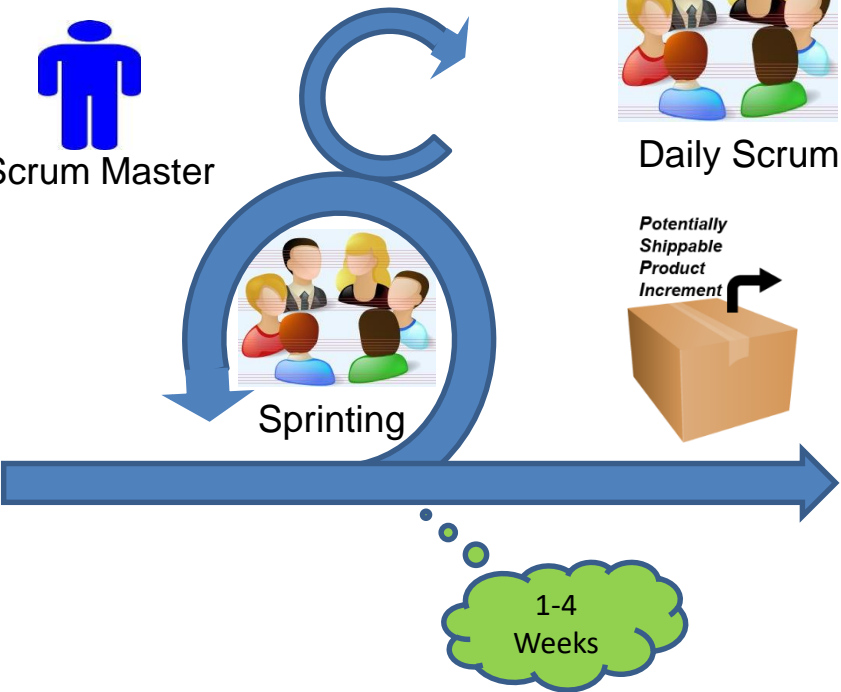 Scrum Master
Daily Scrum
Potentially
Shippable
Product
Increment
Sprinting
1-4
Weeks